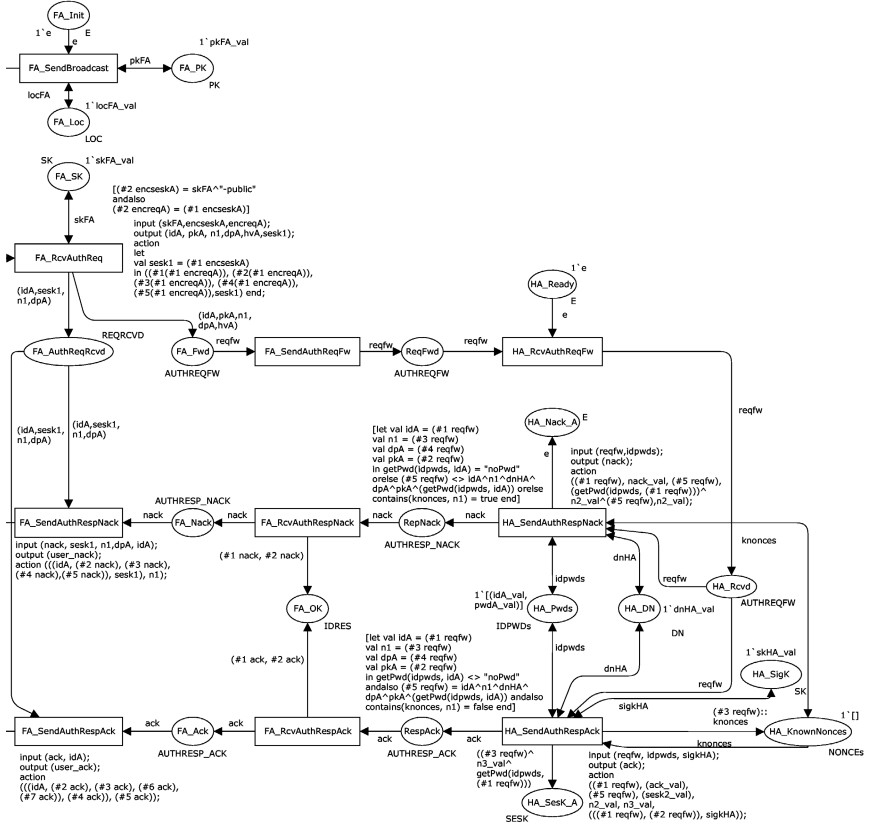 FA_Init
1`e
E
e
1`pkFA_val
FA_SendBroadcast
pkFA
FA_PK
PK
locFA
1`locFA_val
FA_Loc
LOC
SK
1`skFA_val
FA_SK
[(#2 encseskA) = skFA^"-public"
andalso
(#2 encreqA) = (#1 encseskA)]
skFA
input (skFA,encseskA,encreqA);
output (idA, pkA, n1,dpA,hvA,sesk1);
action
let
val sesk1 = (#1 encseskA)
in ((#1(#1 encreqA)), (#2(#1 encreqA)),
(#3(#1 encreqA)), (#4(#1 encreqA)),
(#5(#1 encreqA)),sesk1) end;
FA_RcvAuthReq
1`e
HA_Ready
E
e
(idA,sesk1,
n1,dpA)
(idA,pkA,n1,
dpA,hvA)
REQRCVD
FA_AuthReqRcvd
FA_Fwd
AUTHREQFW
reqfw
FA_SendAuthReqFw
reqfw
ReqFwd
AUTHREQFW
reqfw
HA_RcvAuthReqFw
reqfw
(idA,sesk1,
n1,dpA)
(idA,sesk1,
n1,dpA)
[let val idA = (#1 reqfw)
val n1 = (#3 reqfw)
val dpA = (#4 reqfw)
val pkA = (#2 reqfw)
in getPwd(idpwds, idA) = "noPwd"
orelse (#5 reqfw) <> idA^n1^dnHA^
dpA^pkA^(getPwd(idpwds, idA)) orelse
contains(knonces, n1) = true end]
HA_Nack_A
E
e
input (reqfw,idpwds);
output (nack);
action
((#1 reqfw), nack_val, (#5 reqfw),
(getPwd(idpwds, (#1 reqfw)))^
n2_val^(#5 reqfw),n2_val);
FA_SendAuthRespNack
nack
AUTHRESP_NACK
FA_Nack
nack
FA_RcvAuthRespNack
nack
RepNack
AUTHRESP_NACK
nack
HA_SendAuthRespNack
knonces
input (nack, sesk1, n1,dpA, idA);
output (user_nack);
action (((idA, (#2 nack), (#3 nack),
(#4 nack),(#5 nack)), sesk1), n1);
(#1 nack, #2 nack)
idpwds
dnHA
reqfw
HA_Rcvd
AUTHREQFW
FA_OK
IDRES
1`[(idA_val,
pwdA_val)]
HA_Pwds
IDPWDs
HA_DN
1`dnHA_val
DN
idpwds
(#1 ack, #2 ack)
[let val idA = (#1 reqfw)
val n1 = (#3 reqfw)
val dpA = (#4 reqfw)
val pkA = (#2 reqfw)
in getPwd(idpwds, idA) <> "noPwd"
andalso (#5 reqfw) = idA^n1^dnHA^
dpA^pkA^(getPwd(idpwds, idA)) andalso
contains(knonces, n1) = false end]
dnHA
reqfw
1`skHA_val
HA_SigK
SK
sigkHA
(#3 reqfw)::
knonces
1`[]
FA_SendAuthRespAck
ack
FA_Ack
AUTHRESP_ACK
ack
FA_RcvAuthRespAck
ack
RespAck
AUTHRESP_ACK
ack
HA_SendAuthRespAck
HA_KnownNonces
NONCEs
knonces
input (ack, idA);
output (user_ack);
action
(((idA, (#2 ack), (#3 ack), (#6 ack),
(#7 ack)), (#4 ack)), (#5 ack));
((#3 reqfw)^
n3_val^
getPwd(idpwds,
(#1 reqfw)))
HA_SesK_A
SESK
input (reqfw, idpwds, sigkHA);
output (ack);
action
((#1 reqfw), (ack_val),
(#5 reqfw), (sesk2_val),
n2_val, n3_val,
(((#1 reqfw), (#2 reqfw)), sigkHA));